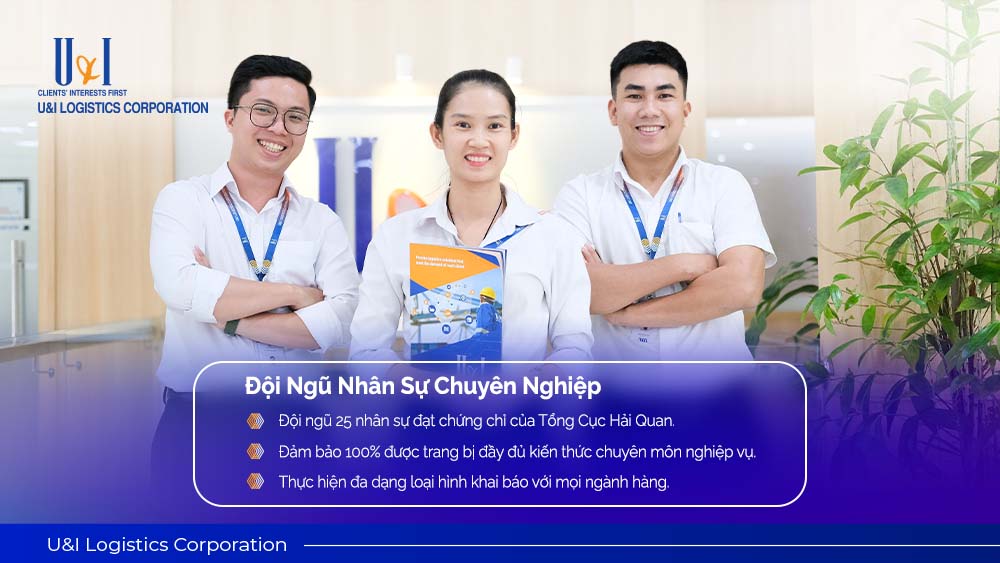 U&I
CLIENTS' INTERESTS FIRST
U&I LOGISTICS CORPORATION
U&I
Đội Ngũ Nhân Sự Chuyên Nghiệp
Đội ngũ 25 nhân sự đạt chứng chỉ của Tổng Cục Hải Quan.
Đảm bảo 100% được trang bị đầy đủ kiến thức chuyên môn nghiệp vụ.
Thực hiện đa dạng loại hình khai báo với mọi ngành hàng.
U&I Logistics Corporation